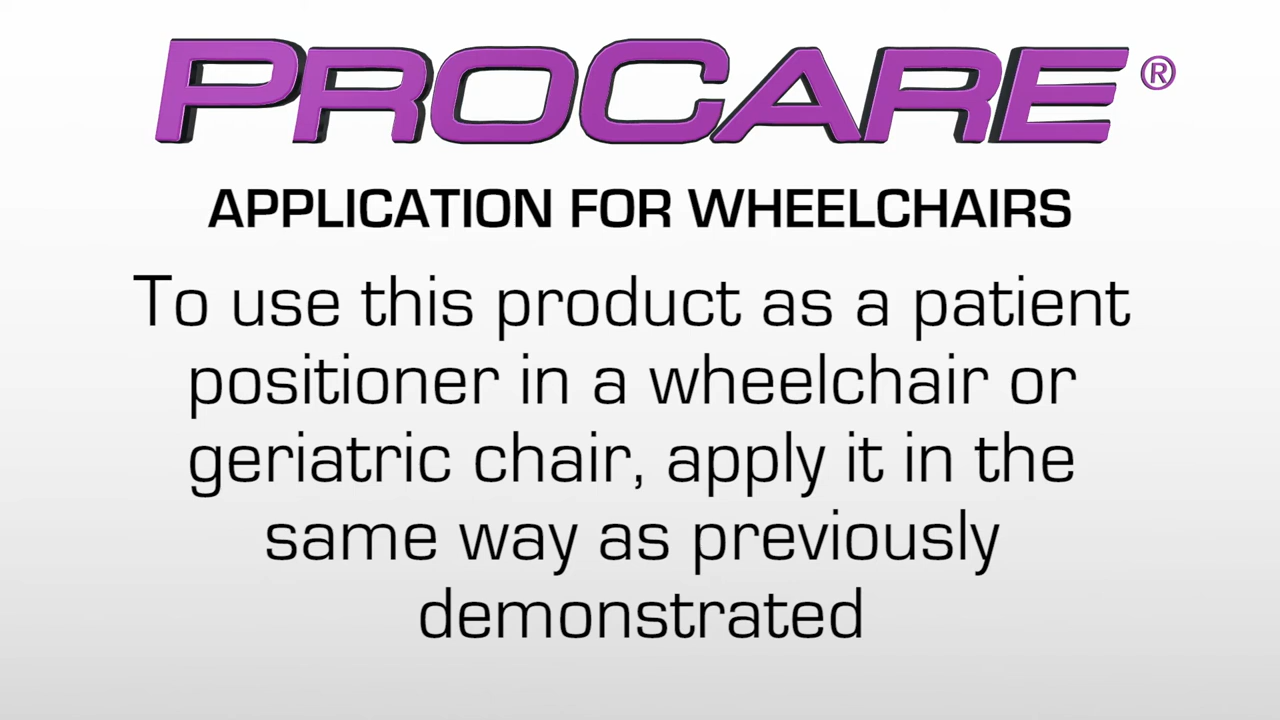 PROCARE®
APPLICATION FOR WHEELCHAIRS
To use this product as a patient
positioner in a wheelchair or
geriatric chair, apply it in the
same way as previously
demonstrated